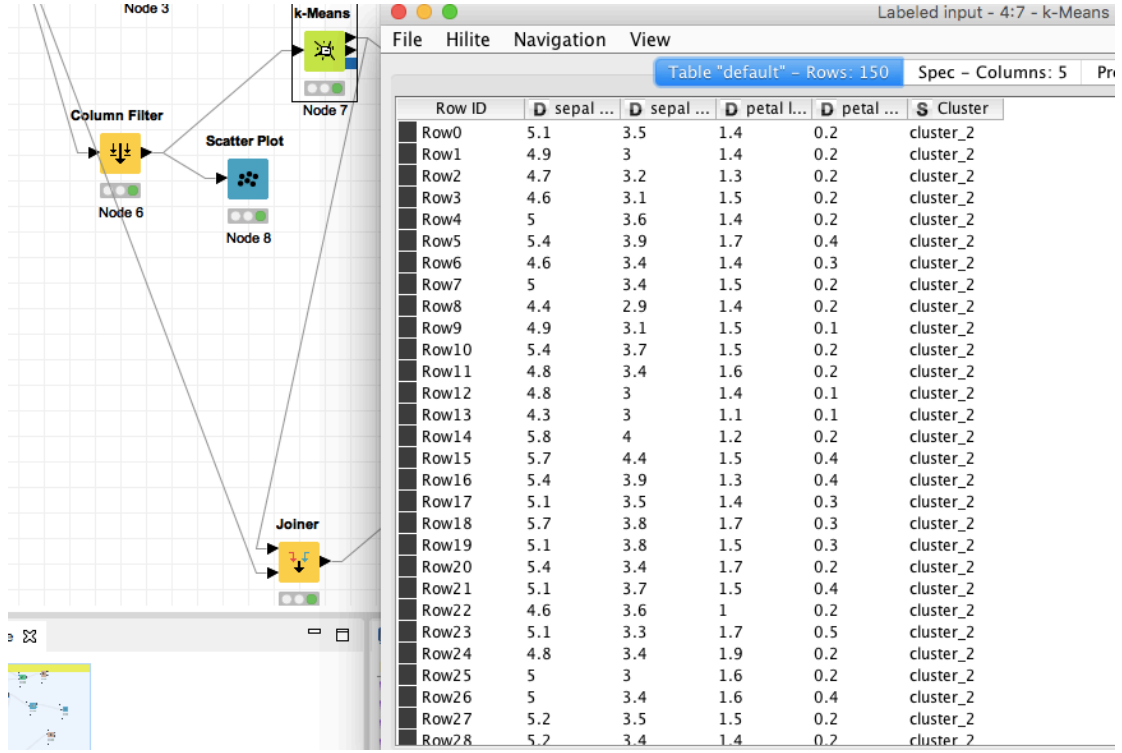 Node 3
k-Means
Node 7
Column Filter
Node 6
Scatter Plot
Node 8
Joiner
Labeled input - 4:7 - k-Means
File Hilite Navigation View
Table "default" - Rows: 150 Spec - Columns: 5
Row ID D sepal ... D sepal ... D petal l... D petal ... S Cluster
Row0 5.1 3.5 1.4 0.2 cluster_2
Row1 4.9 3 1.4 0.2 cluster_2
Row2 4.7 3.2 1.3 0.2 cluster_2
Row3 4.6 3.1 1.5 0.2 cluster_2
Row4 5 3.6 1.4 0.2 cluster_2
Row5 5.4 3.9 1.7 0.4 cluster_2
Row6 4.6 3.4 1.4 0.3 cluster_2
Row7 5 3.4 1.5 0.2 cluster_2
Row8 4.4 2.9 1.4 0.2 cluster_2
Row9 4.9 3.1 1.5 0.1 cluster_2
Row10 5.4 3.7 1.5 0.2 cluster_2
Row11 4.8 3.4 1.6 0.2 cluster_2
Row12 4.8 3 1.4 0.1 cluster_2
Row13 4.3 3 1.1 0.1 cluster_2
Row14 5.8 4 1.2 0.2 cluster_2
Row15 5.7 4.4 1.5 0.4 cluster_2
Row16 5.4 3.9 1.3 0.4 cluster_2
Row17 5.1 3.5 1.4 0.3 cluster_2
Row18 5.7 3.8 1.7 0.3 cluster_2
Row19 5.1 3.8 1.5 0.3 cluster_2
Row20 5.4 3.4 1.7 0.2 cluster_2
Row21 5.1 3.7 1.5 0.4 cluster_2
Row22 4.6 3.6 1 0.2 cluster_2
Row23 5.1 3.3 1.7 0.5 cluster_2
Row24 4.8 3.4 1.9 0.2 cluster_2
Row25 5 3 1.6 0.2 cluster_2
Row26 5 3.4 1.6 0.4 cluster_2
Row27 5.2 3.5 1.5 0.2 cluster_2
Row28 5.2 3.4 1.4 0.2 cluster_2